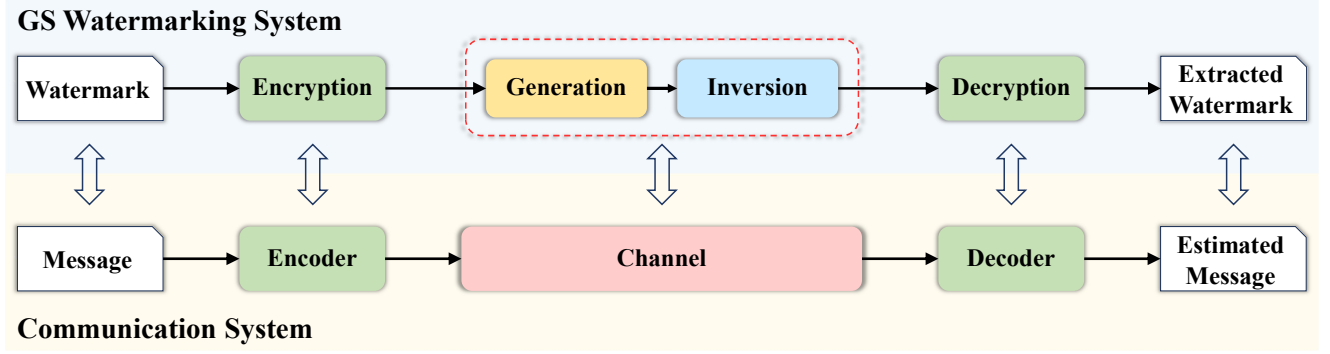 GS Watermarking System
Watermark
Encryption
Generation
Inversion
Decryption
Extracted
Watermark
Message
Encoder
Channel
Decoder
Estimated
Message
Communication System